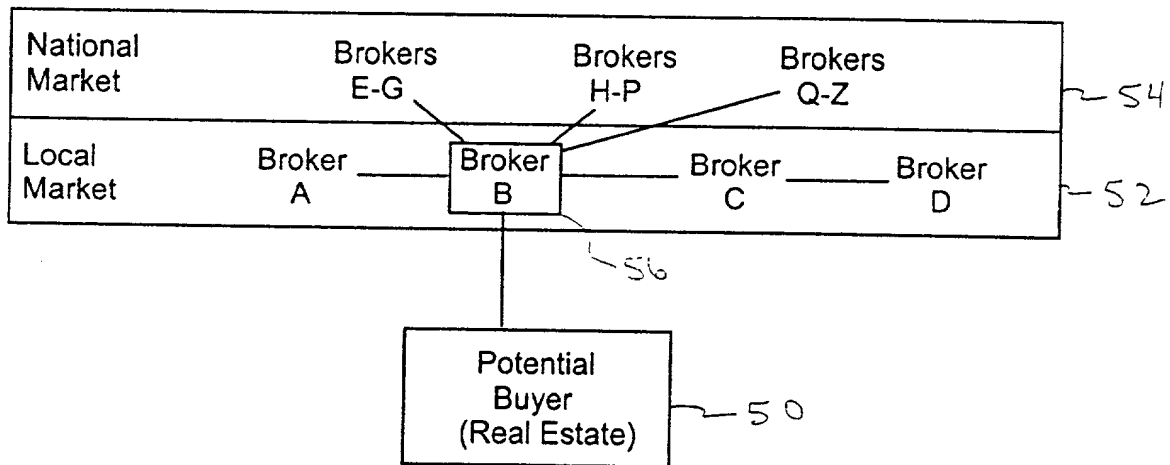 National
Market
Brokers
E-G
Brokers
H-P
Brokers
Q-Z
54
Local
Market
Broker
A
Broker
B
Broker
C
Broker
D
52
56
Potential
Buyer
(Real Estate)
50